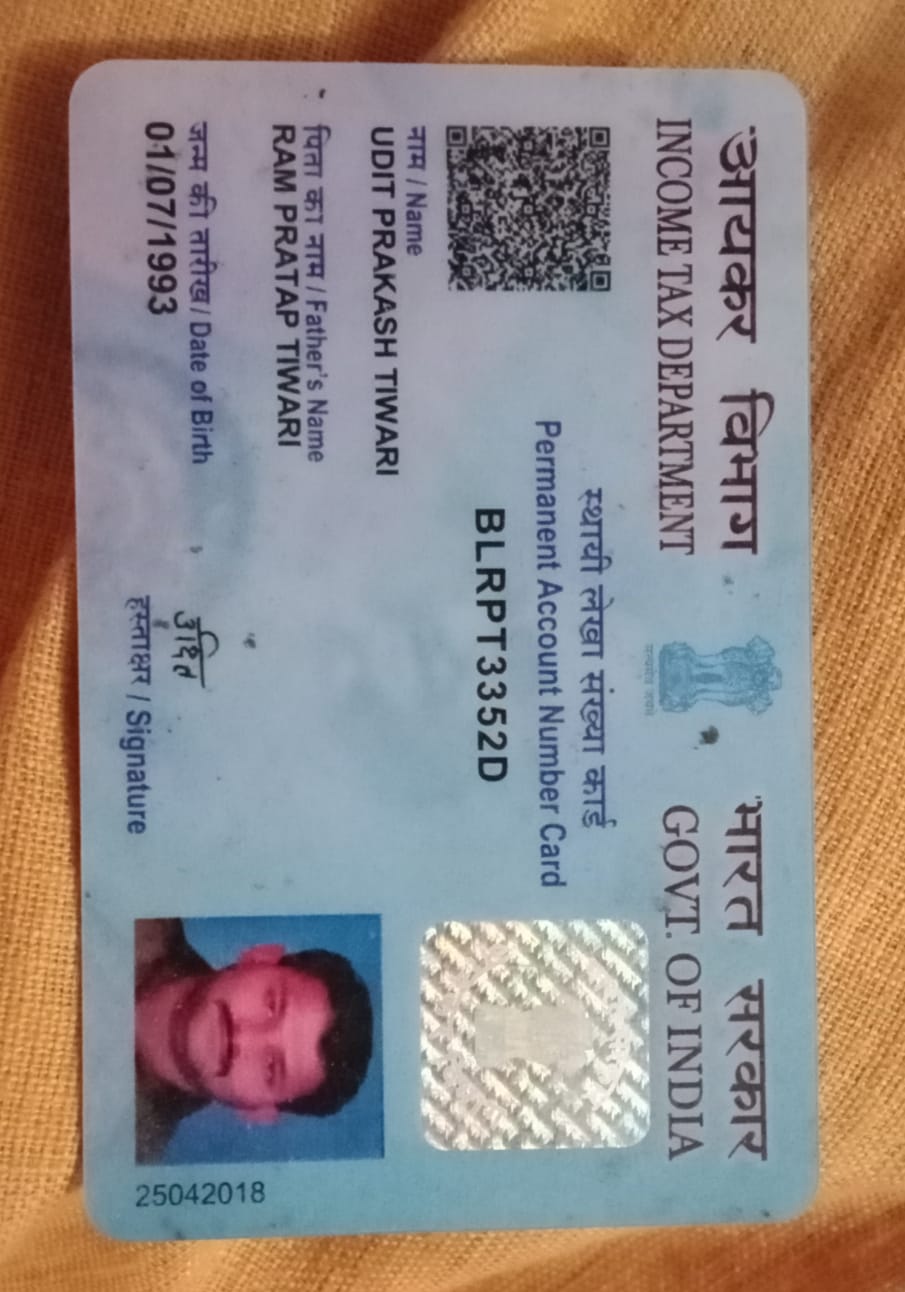 आयकर विभाग
INCOME TAX DEPARTMENT
सत्यमेव जयते
भारत सरकार
GOVT. OF INDIA
स्थायी लेखा संख्या कार्ड
Permanent Account Number Card
BLRPT3352D
नाम / Name
UDIT PRAKASH TIWARI
पिता का नाम / Father's Name
RAM PRATAP TIWARI
जन्म की तारीख / Date of Birth
01/07/1993
उदित
हस्ताक्षर / Signature
25042018